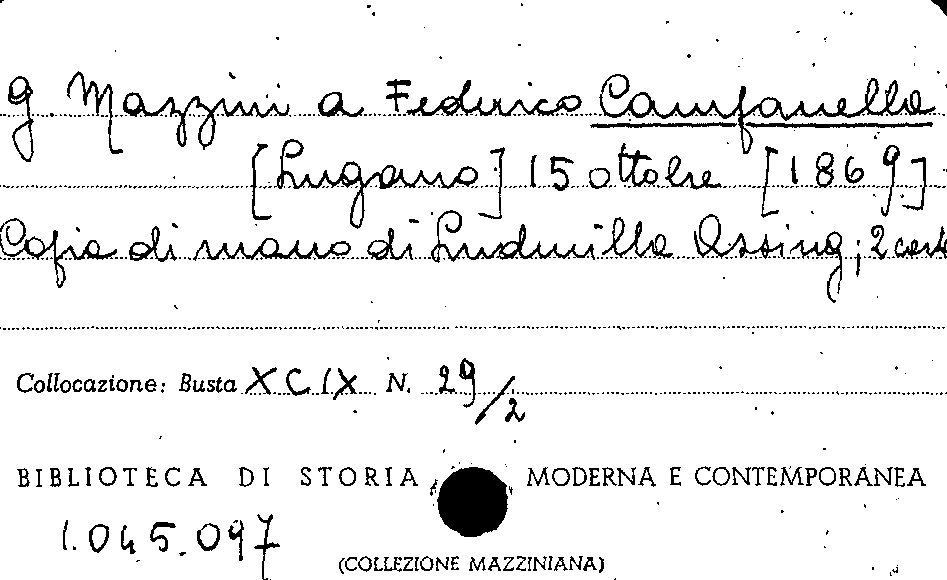 G. Mazzini a Federico Campanella
[Lugano] 15 ottobre [1869]
Copia di mano di Ludmilla Assing; 2 cart
Collocazione: Busta XCIX N. 29/2
BIBLIOTECA DI STORIA MODERNA E CONTEMPORANEA
1.045.097
(COLLEZIONE MAZZINIANA)